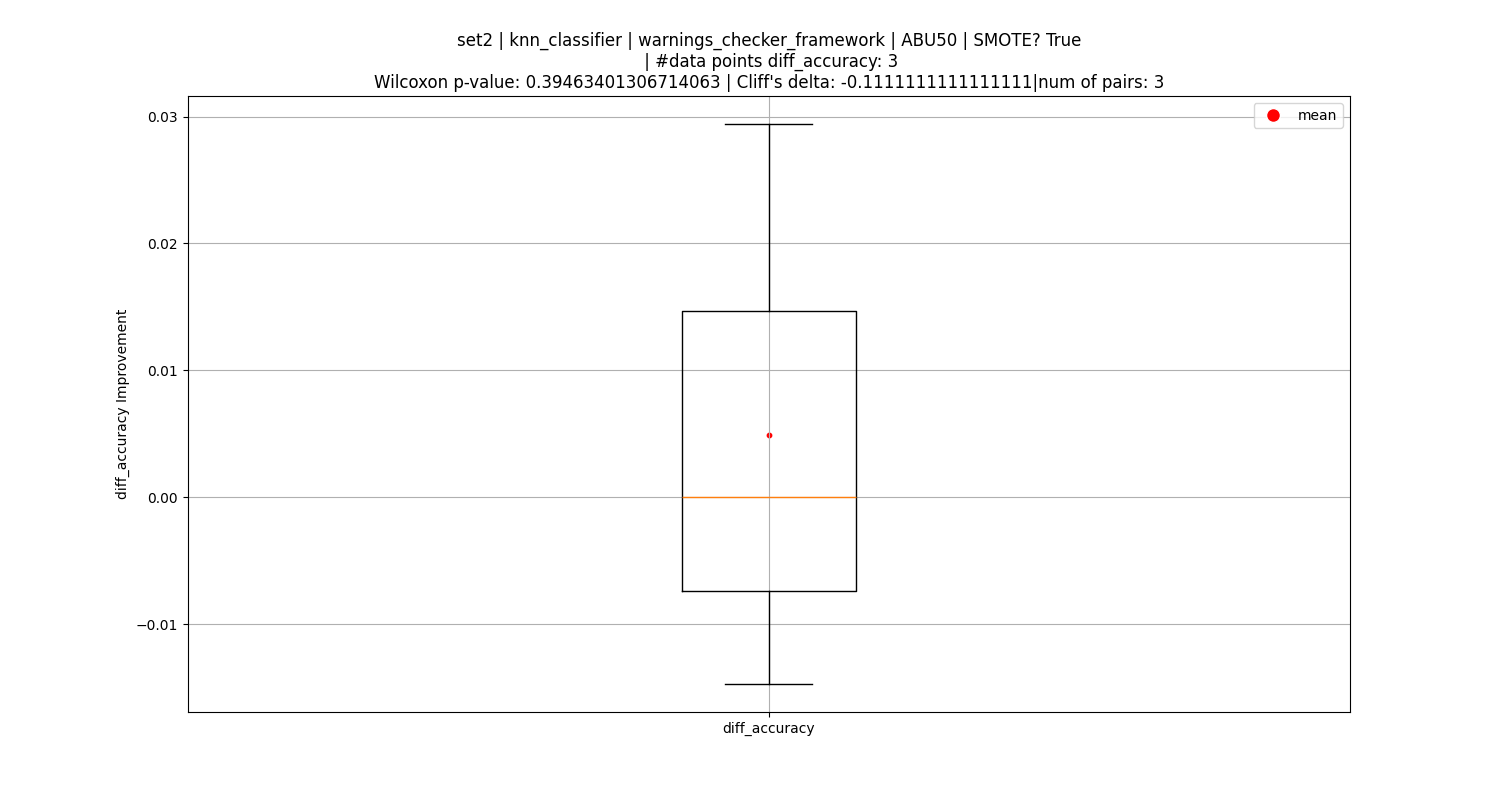 set2 | knn_classifier | warnings_checker_framework | ABU50 | SMOTE? True
| #data points diff_accuracy: 3
Wilcoxon p-value: 0.39463401306714063 | Cliff's delta: -0.1111111111111111|num of pairs: 3
mean
0.03
0.02
0.01
0.00
−0.01
diff_accuracy Improvement
diff_accuracy